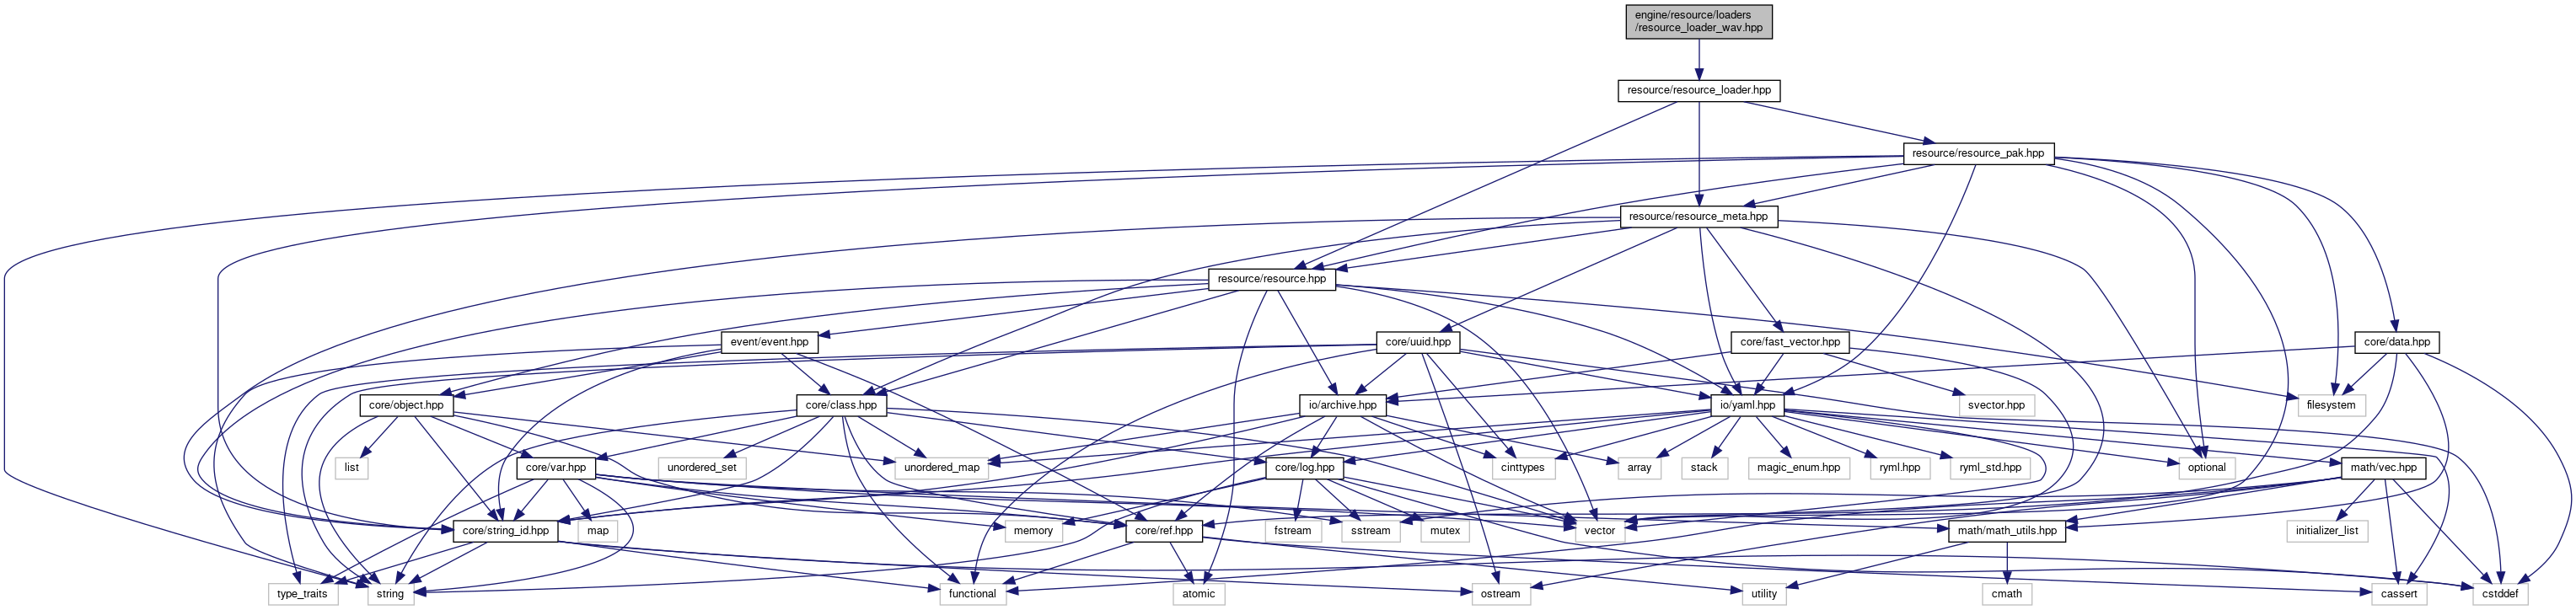 engine/resource/loaders
/resource_loader_wav.hpp
resource/resource_loader.hpp
resource/resource_pak.hpp
resource/resource_meta.hpp
resource/resource.hpp
event/event.hpp
core/uuid.hpp
core/fast_vector.hpp
core/data.hpp
core/object.hpp
core/class.hpp
io/archive.hpp
io/yaml.hpp
svector.hpp
filesystem
list
core/var.hpp
unordered_set
unordered_map
core/log.hpp
cinttypes
array
stack
magic_enum.hpp
ryml.hpp
ryml_std.hpp
optional
math/vec.hpp
core/string_id.hpp
map
memory
core/ref.hpp
fstream
sstream
mutex
vector
math/math_utils.hpp
initializer_list
type_traits
string
functional
atomic
ostream
utility
cmath
cassert
cstddef